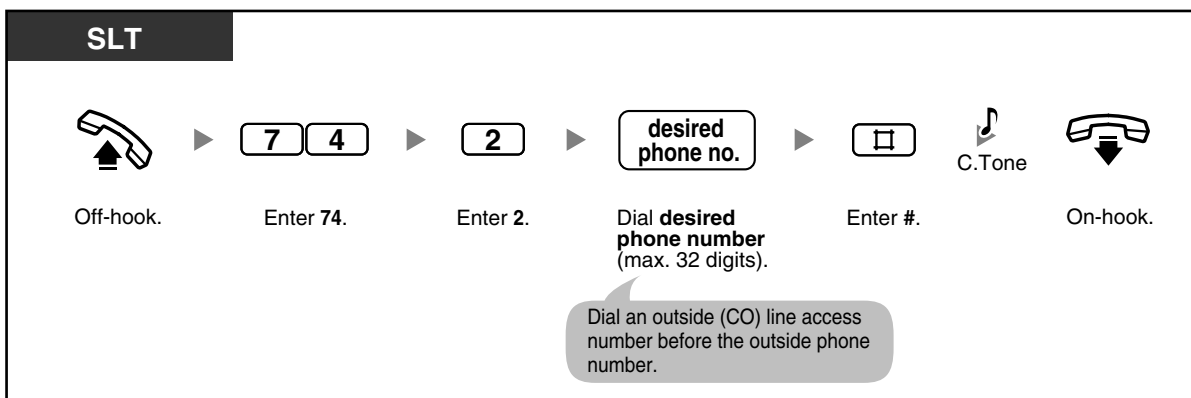 SLT
7 4
2
desired
phone no.
#
C.Tone
Off-hook.
Enter 74.
Enter 2.
Dial desired
phone number
(max. 32 digits).
Enter #.
On-hook.
Dial an outside (CO) line access
number before the outside phone
number.